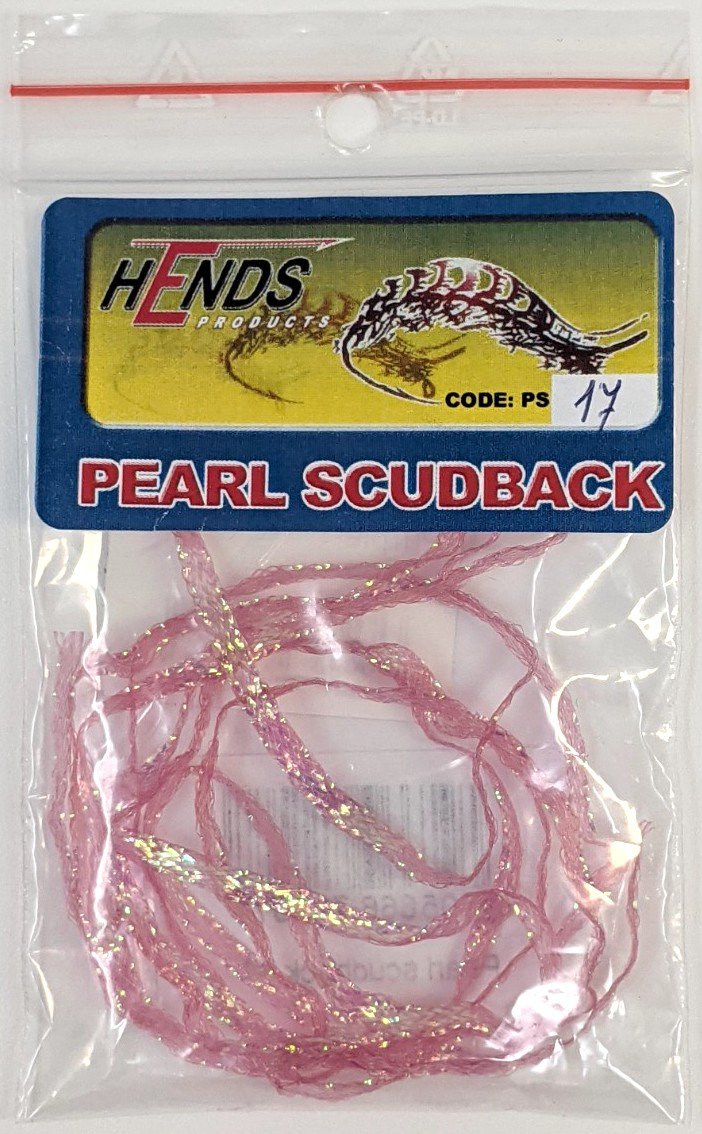 HENDS
PRODUCTS
CODE: PS 17
PEARL SCUDBACK